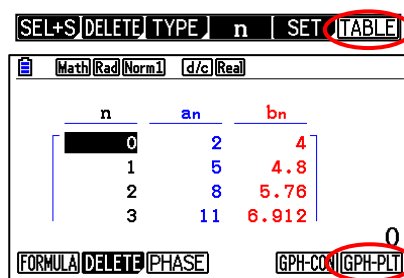 SEL+S DELETE TYPE n SET TABLE
Math Rad Norm1 d/c Real
n an bn
0 2 4
1 5 4.8
2 8 5.76
3 11 6.912
0
FORMULA DELETE PHASE GPH-CON GPH-PLT